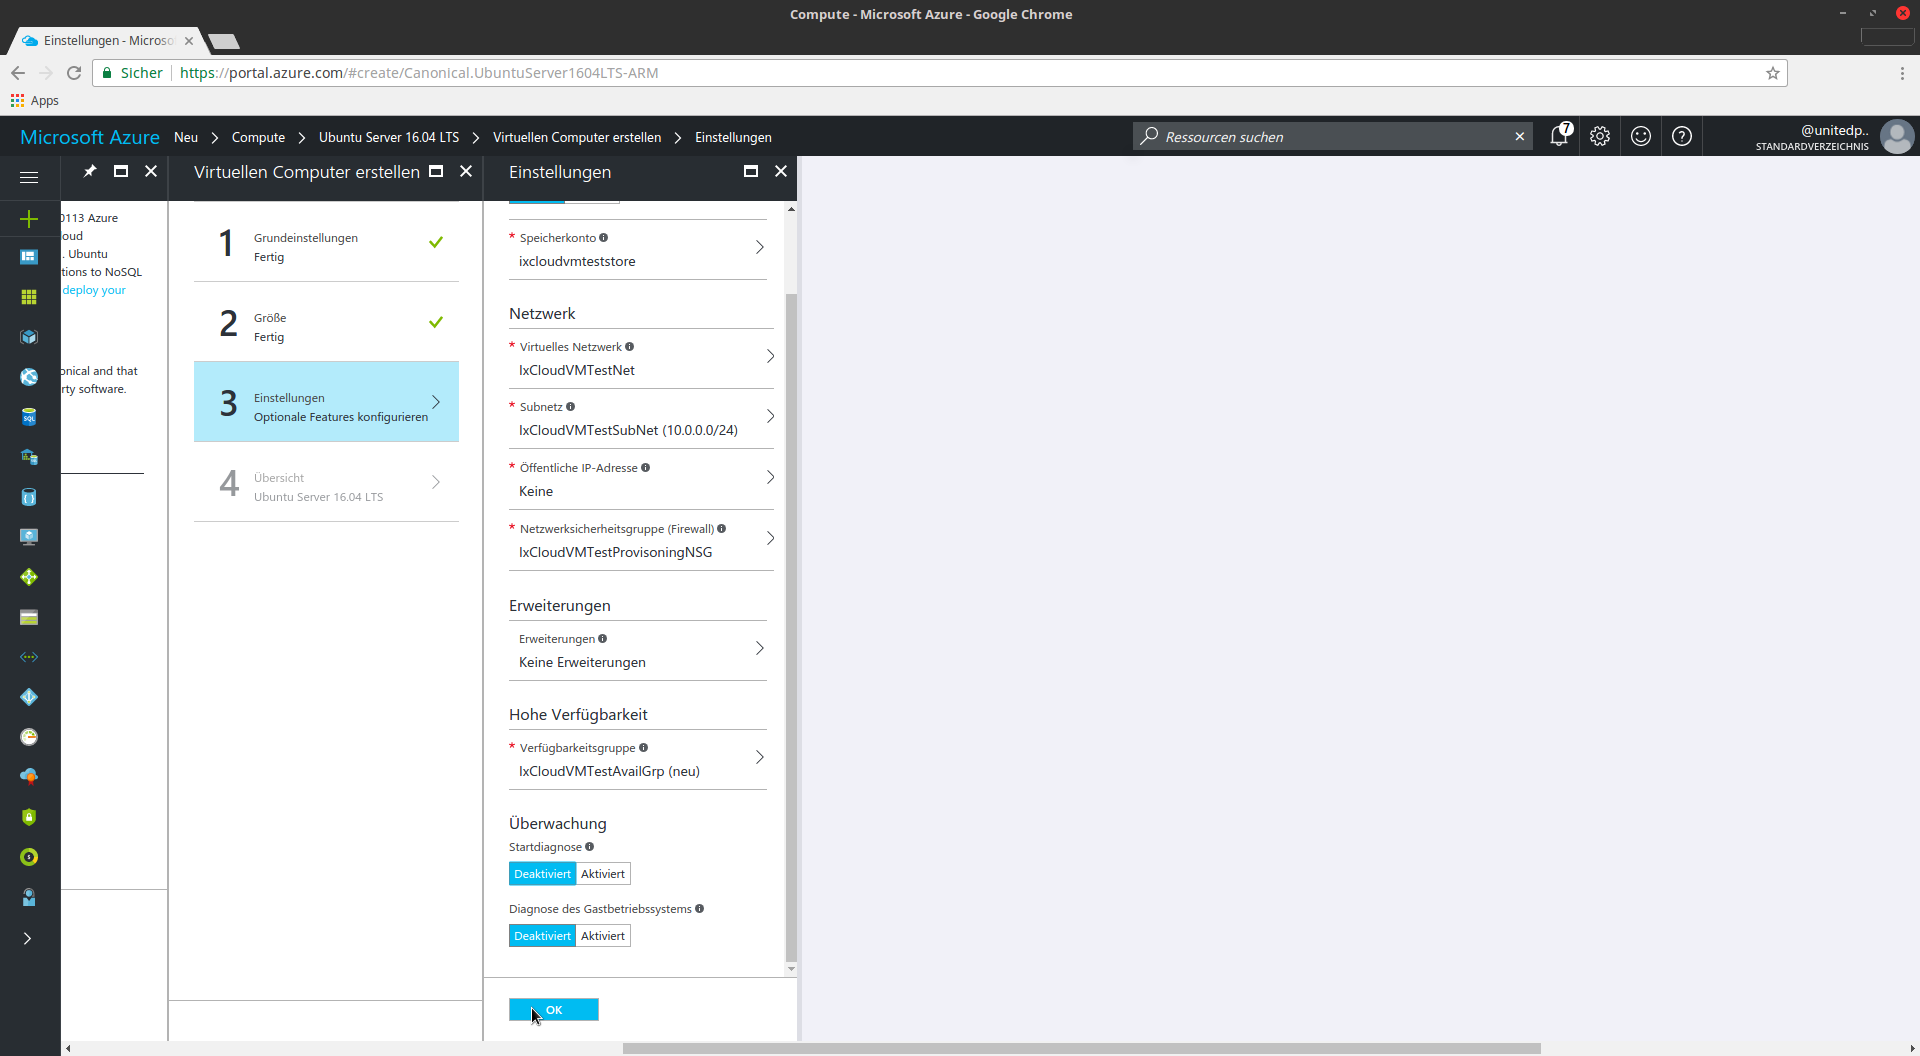 Compute - Microsoft Azure - Google Chrome
Einstellungen - Microso
Sicher https://portal.azure.com/#create/Canonical.UbuntuServer1604LTS-ARM
Apps
Microsoft Azure Neu Compute Ubuntu Server 16.04 LTS Virtuellen Computer erstellen Einstellungen
Ressourcen suchen
7
@unitedp..
STANDARDVERZEICHNIS
0113 Azure
oud
. Ubuntu
tions to NoSQL
deploy your
onical and that
rty software.
Virtuellen Computer erstellen
1 Grundeinstellungen
Fertig
2 Größe
Fertig
3 Einstellungen
Optionale Features konfigurieren
4 Übersicht
Ubuntu Server 16.04 LTS
Einstellungen
* Speicherkonto
ixcloudvmteststore
Netzwerk
* Virtuelles Netzwerk
IxCloudVMTestNet
* Subnetz
IxCloudVMTestSubNet (10.0.0.0/24)
* Öffentliche IP-Adresse
Keine
* Netzwerksicherheitsgruppe (Firewall)
IxCloudVMTestProvisoningNSG
Erweiterungen
Erweiterungen
Keine Erweiterungen
Hohe Verfügbarkeit
* Verfügbarkeitsgruppe
IxCloudVMTestAvailGrp (neu)
Überwachung
Startdiagnose
Deaktiviert Aktiviert
Diagnose des Gastbetriebssystems
Deaktiviert Aktiviert
OK
SQL